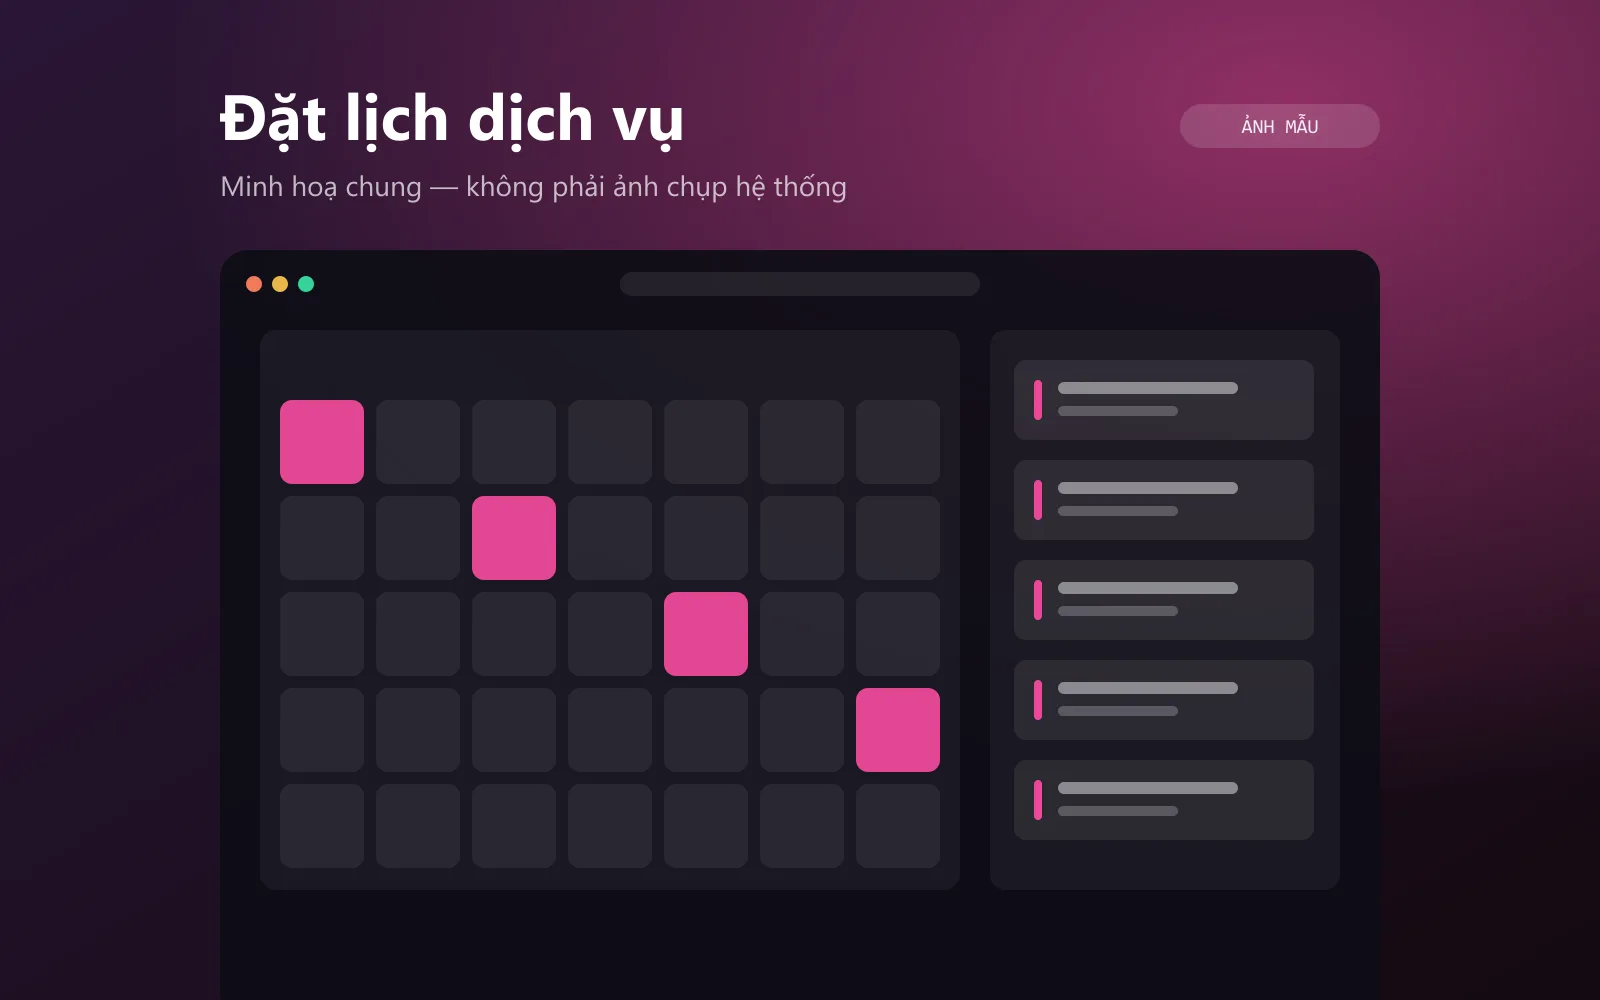 Đặt lịch dịch vụ
ẢNH MẪU
Minh hoạ chung — không phải ảnh chụp hệ thống